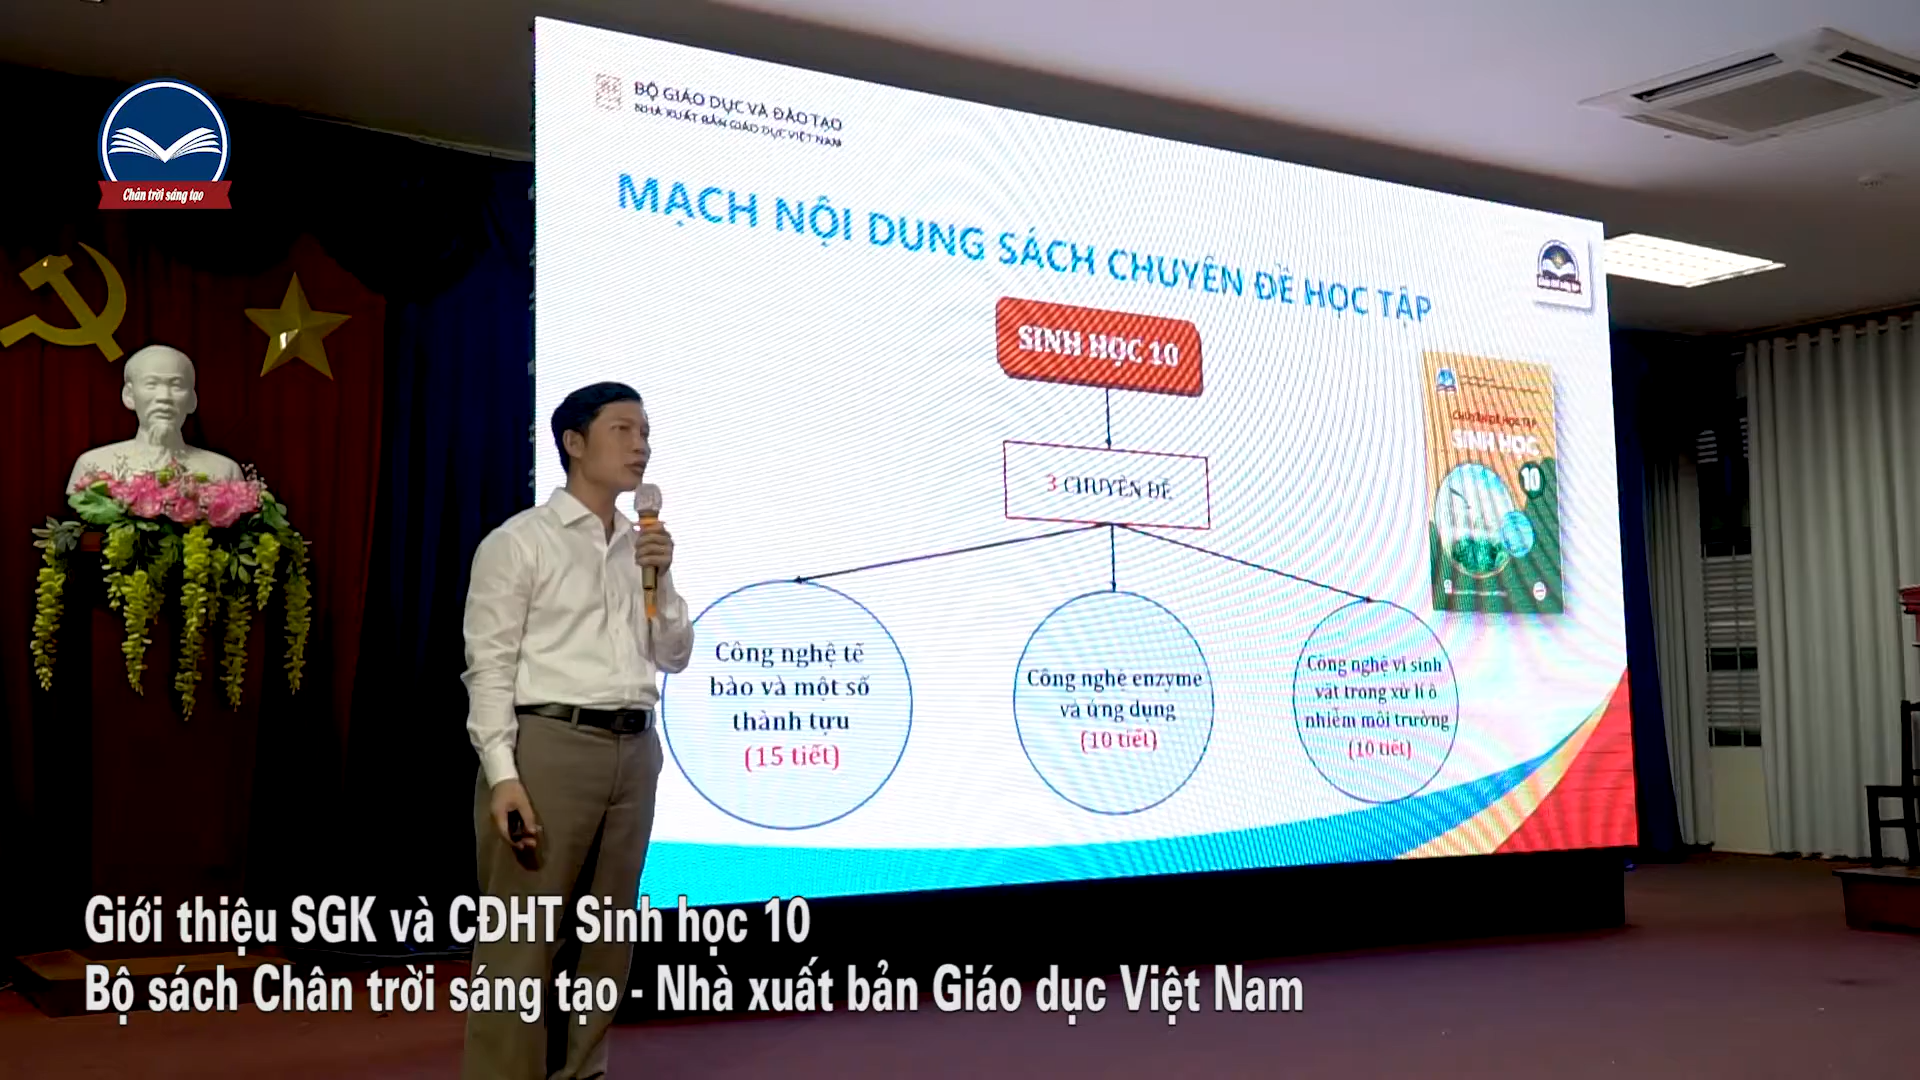 Chân trời sáng tạo
BỘ GIÁO DỤC VÀ ĐÀO TẠO
NHÀ XUẤT BẢN GIÁO DỤC VIỆT NAM
MẠCH NỘI DUNG SÁCH CHUYÊN ĐỀ HỌC TẬP
SINH HỌC 10
3 CHUYÊN ĐỀ
CHUYÊN ĐỀ HỌC TẬP
SINH HỌC
10
Công nghệ tế
bào và một số
thành tựu
(15 tiết)
Công nghệ enzyme
và ứng dụng
(10 tiết)
Công nghệ vi sinh
vật trong xử lí ô
nhiễm môi trường
(10 tiết)
Giới thiệu SGK và CĐHT Sinh học 10
Bộ sách Chân trời sáng tạo - Nhà xuất bản Giáo dục Việt Nam